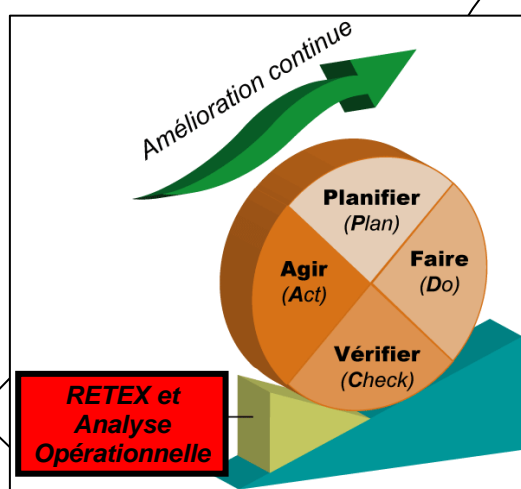 Amélioration continue
Planifier
(Plan)
Faire
(Do)
Agir
(Act)
Vérifier
(Check)
RETEX et
Analyse
Opérationnelle